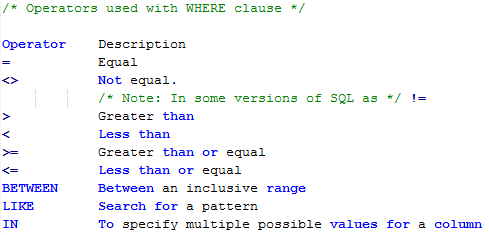 /* Operators used with WHERE clause */
Operator Description
= Equal
<> Not equal.
/* Note: In some versions of SQL as */ !=
> Greater than
< Less than
>= Greater than or equal
<= Less than or equal
BETWEEN Between an inclusive range
LIKE Search for a pattern
IN To specify multiple possible values for a column